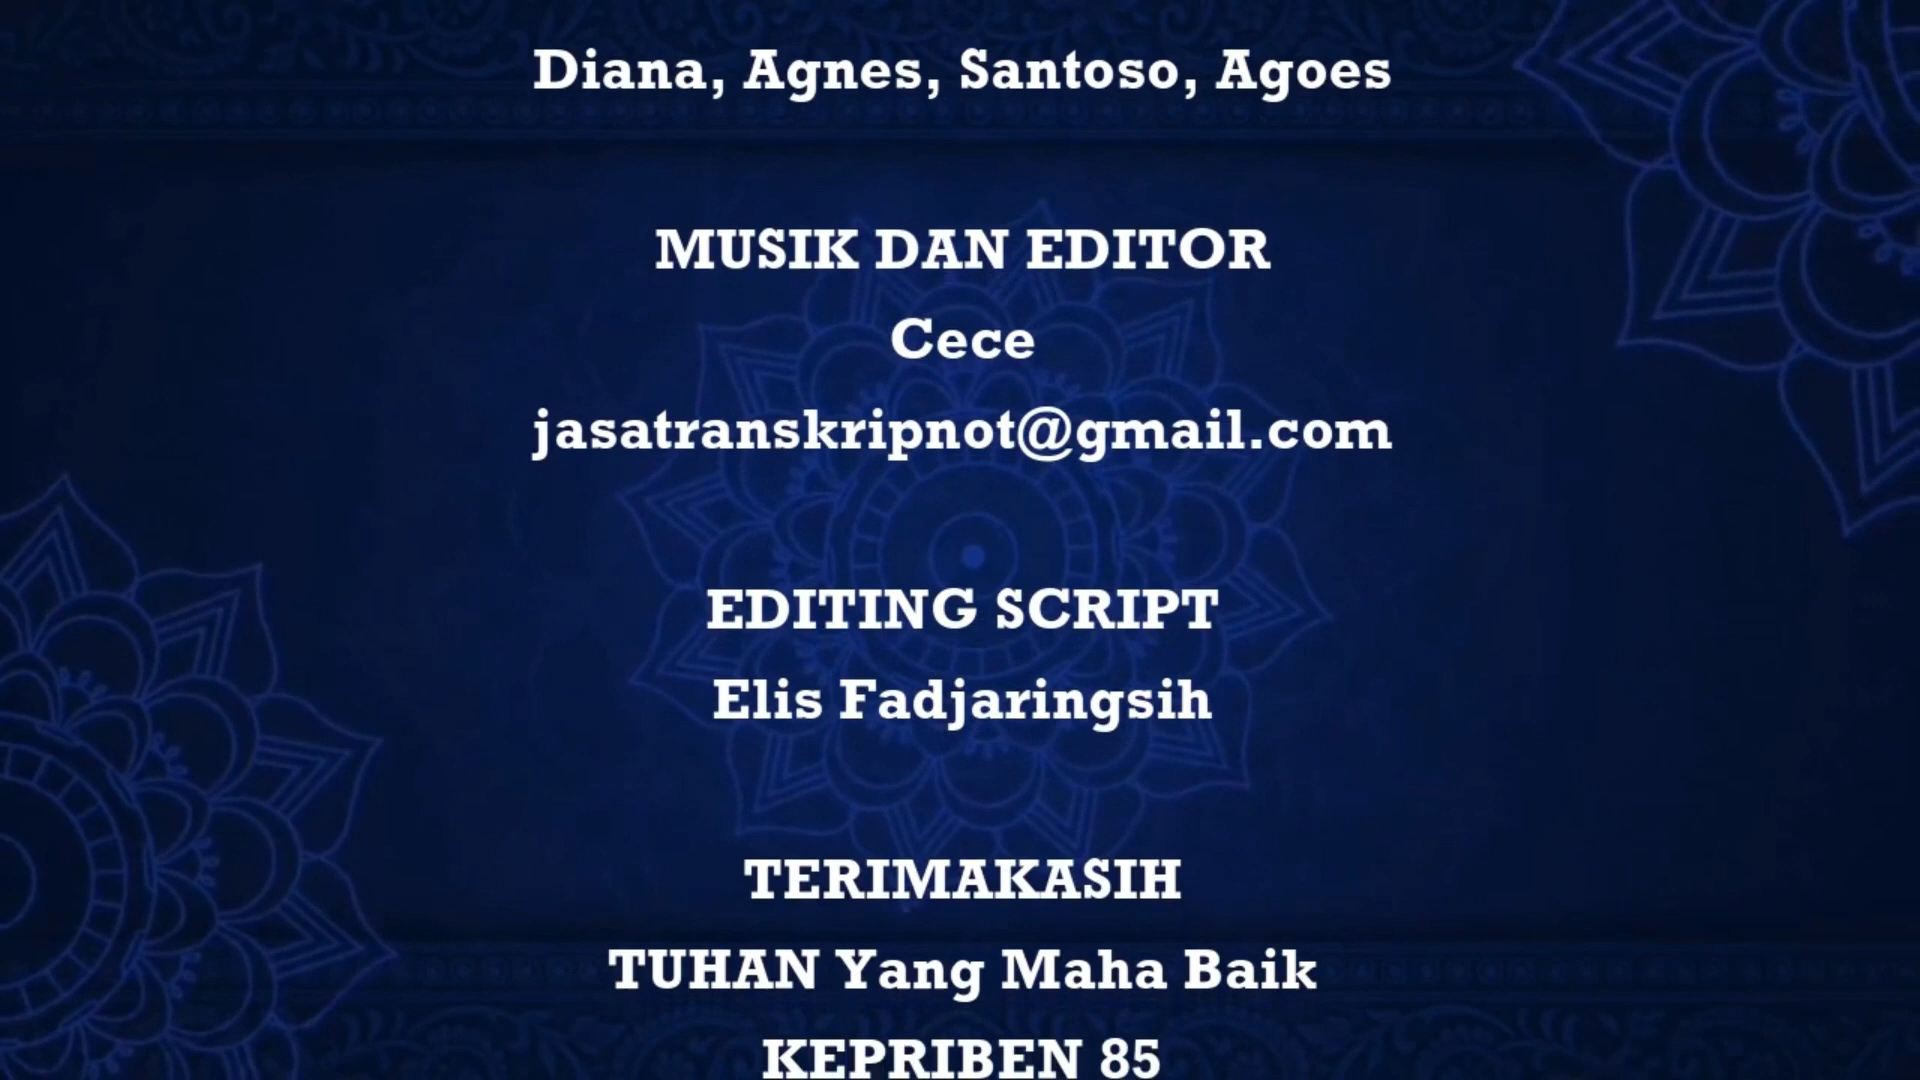 Diana, Agnes, Santoso, Agoes
MUSIK DAN EDITOR
Cece
jasatranskripnot@gmail.com
EDITING SCRIPT
Elis Fadjaringsih
TERIMAKASIH
TUHAN Yang Maha Baik
KEPRIBEN 85